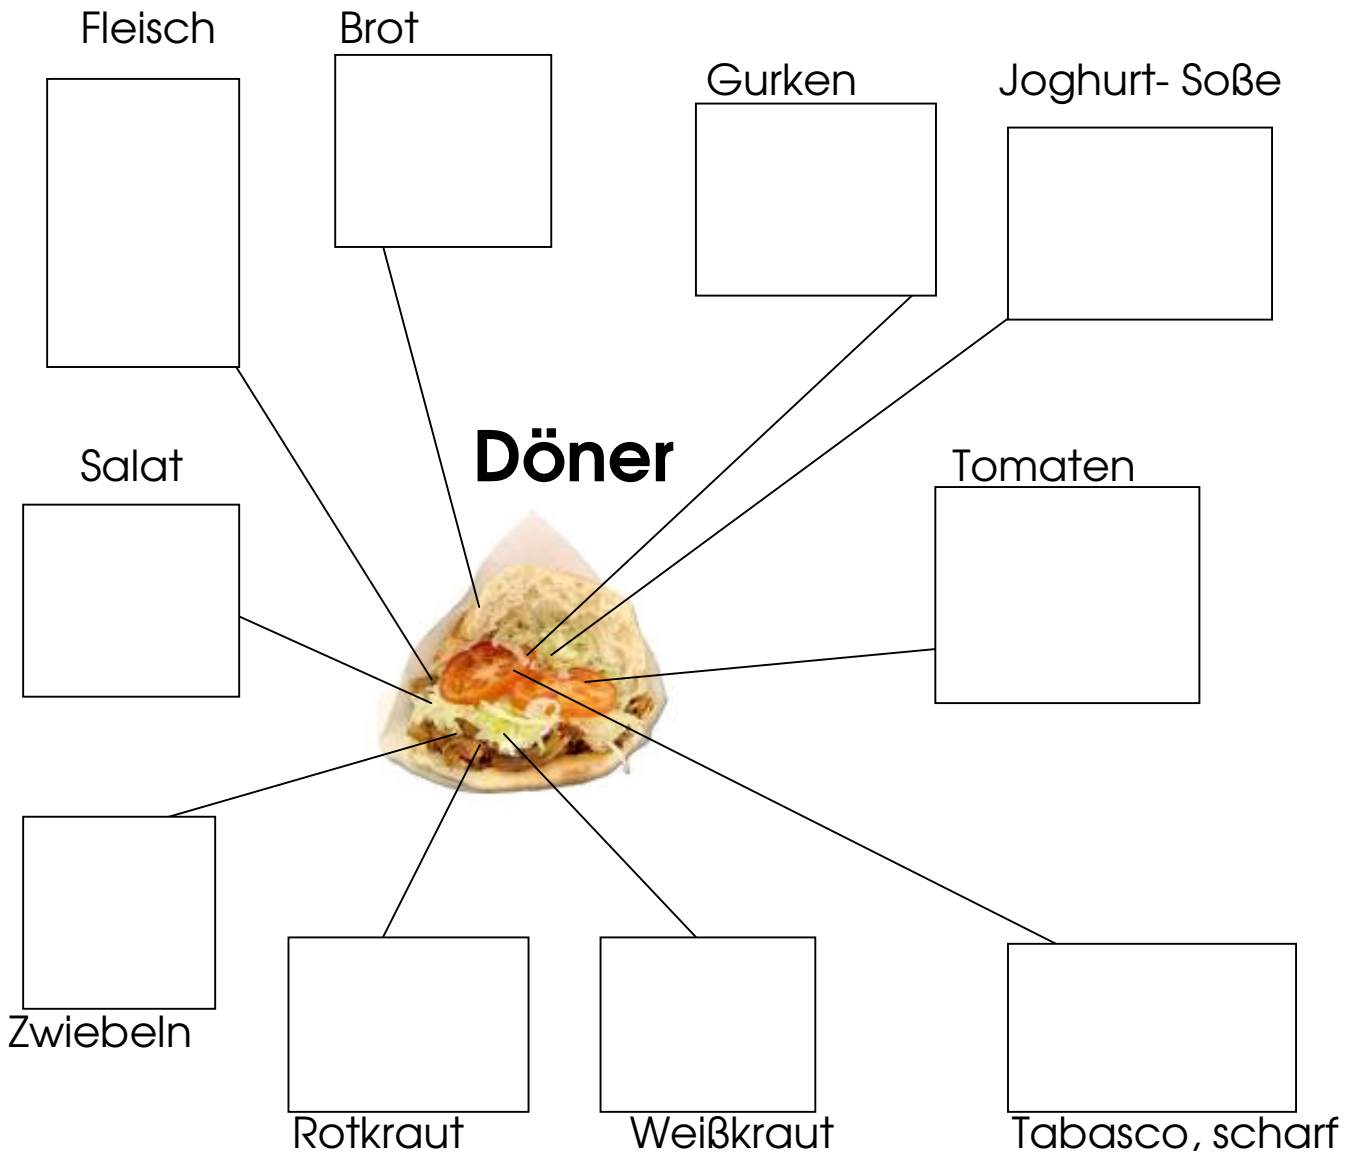 Fleisch
Brot
Gurken
Joghurt- Soße
Döner
Salat
Tomaten
Zwiebeln
Rotkraut
Weißkraut
Tabasco, scharf